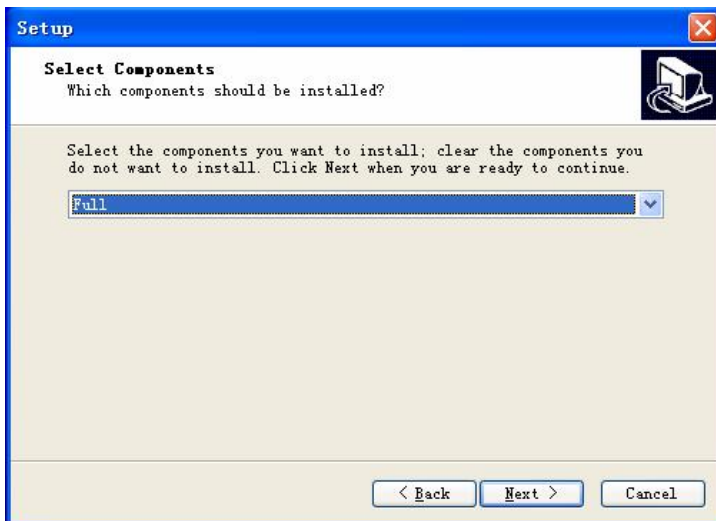 Setup
Select Components
Which components should be installed?
Select the components you want to install; clear the components you
do not want to install. Click Next when you are ready to continue.
Full
< Back
Next >
Cancel